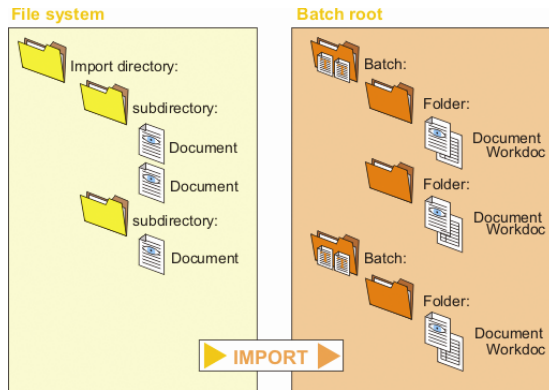 File system
Import directory:
subdirectory:
Document
Document
subdirectory:
Document
Batch root
Batch:
Folder:
Document
Workdoc
Folder:
Document
Workdoc
Batch:
Folder:
Document
Workdoc
IMPORT